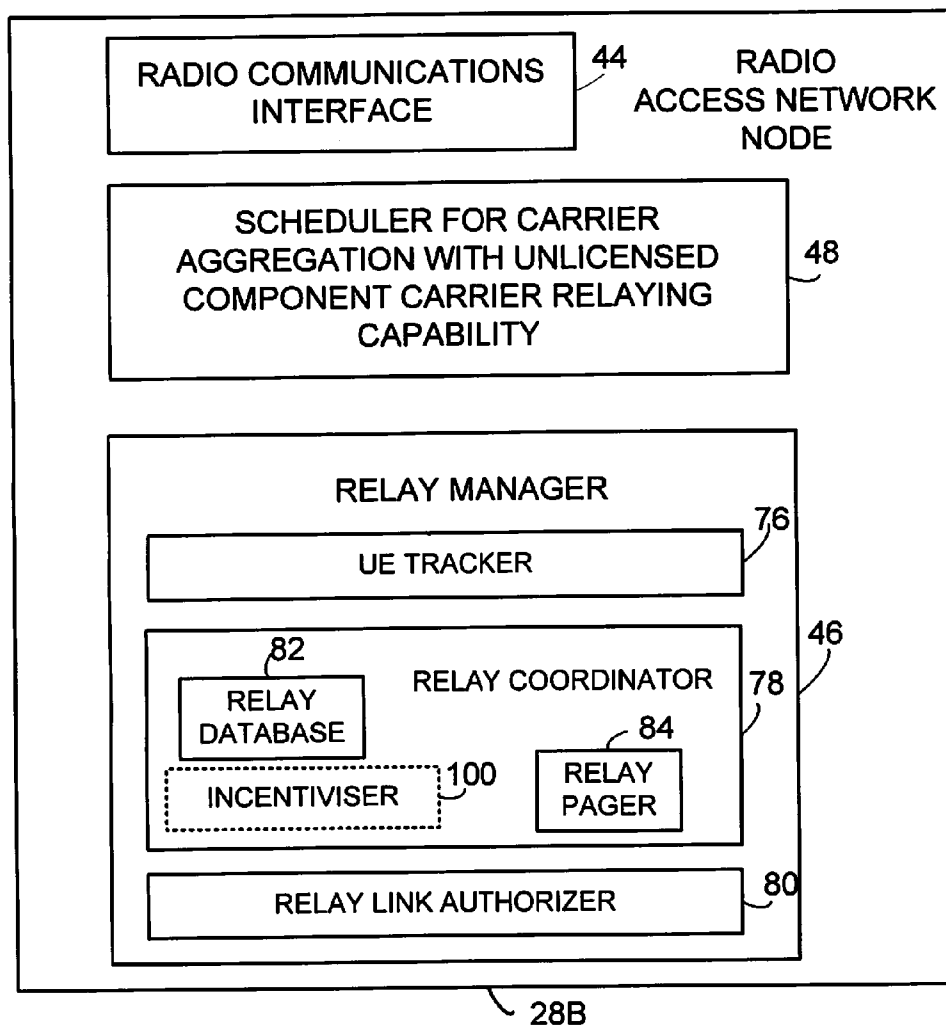 RADIO COMMUNICATIONS
INTERFACE
44
RADIO
ACCESS NETWORK
NODE
SCHEDULER FOR CARRIER
AGGREGATION WITH UNLICENSED
COMPONENT CARRIER RELAYING
CAPABILITY
48
RELAY MANAGER
76
UE TRACKER
46
82
RELAY
DATABASE
RELAY COORDINATOR
78
84
RELAY
PAGER
INCENTIVISER
100
RELAY LINK AUTHORIZER
80
28B